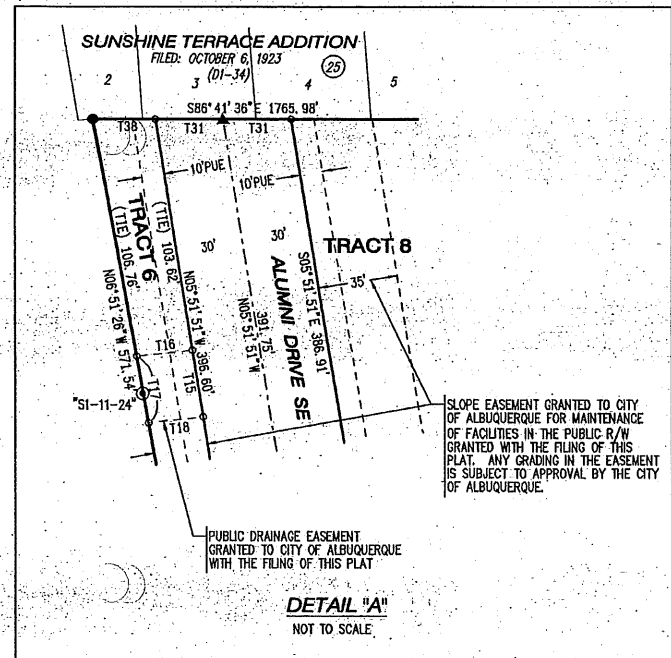 SUNSHINE TERRACE ADDITION
FILED: OCTOBER 6, 1923
(D1-34)
25
2
3
4
5
S86°41'36"E 1765.98'
T38
T31
T31
10'PUE
10'PUE
TRACT 6
(TIE) 106.76'
N06°51'26"W 571.54'
(TIE) 103.62'
N05°51'51"W 396.60'
30'
30'
391.75'
N05°51'51"W
ALUMNI DRIVE SE
S05°51'51"E 386.91'
TRACT 8
35'
T16
T15
T17
"S1-11-24"
T18
SLOPE EASEMENT GRANTED TO CITY
OF ALBUQUERQUE FOR MAINTENANCE
OF FACILITIES IN THE PUBLIC R/W
GRANTED WITH THE FILING OF THIS
PLAT. ANY GRADING IN THE EASEMENT
IS SUBJECT TO APPROVAL BY THE CITY
OF ALBUQUERQUE.
PUBLIC DRAINAGE EASEMENT
GRANTED TO CITY OF ALBUQUERQUE
WITH THE FILING OF THIS PLAT
DETAIL "A"
NOT TO SCALE